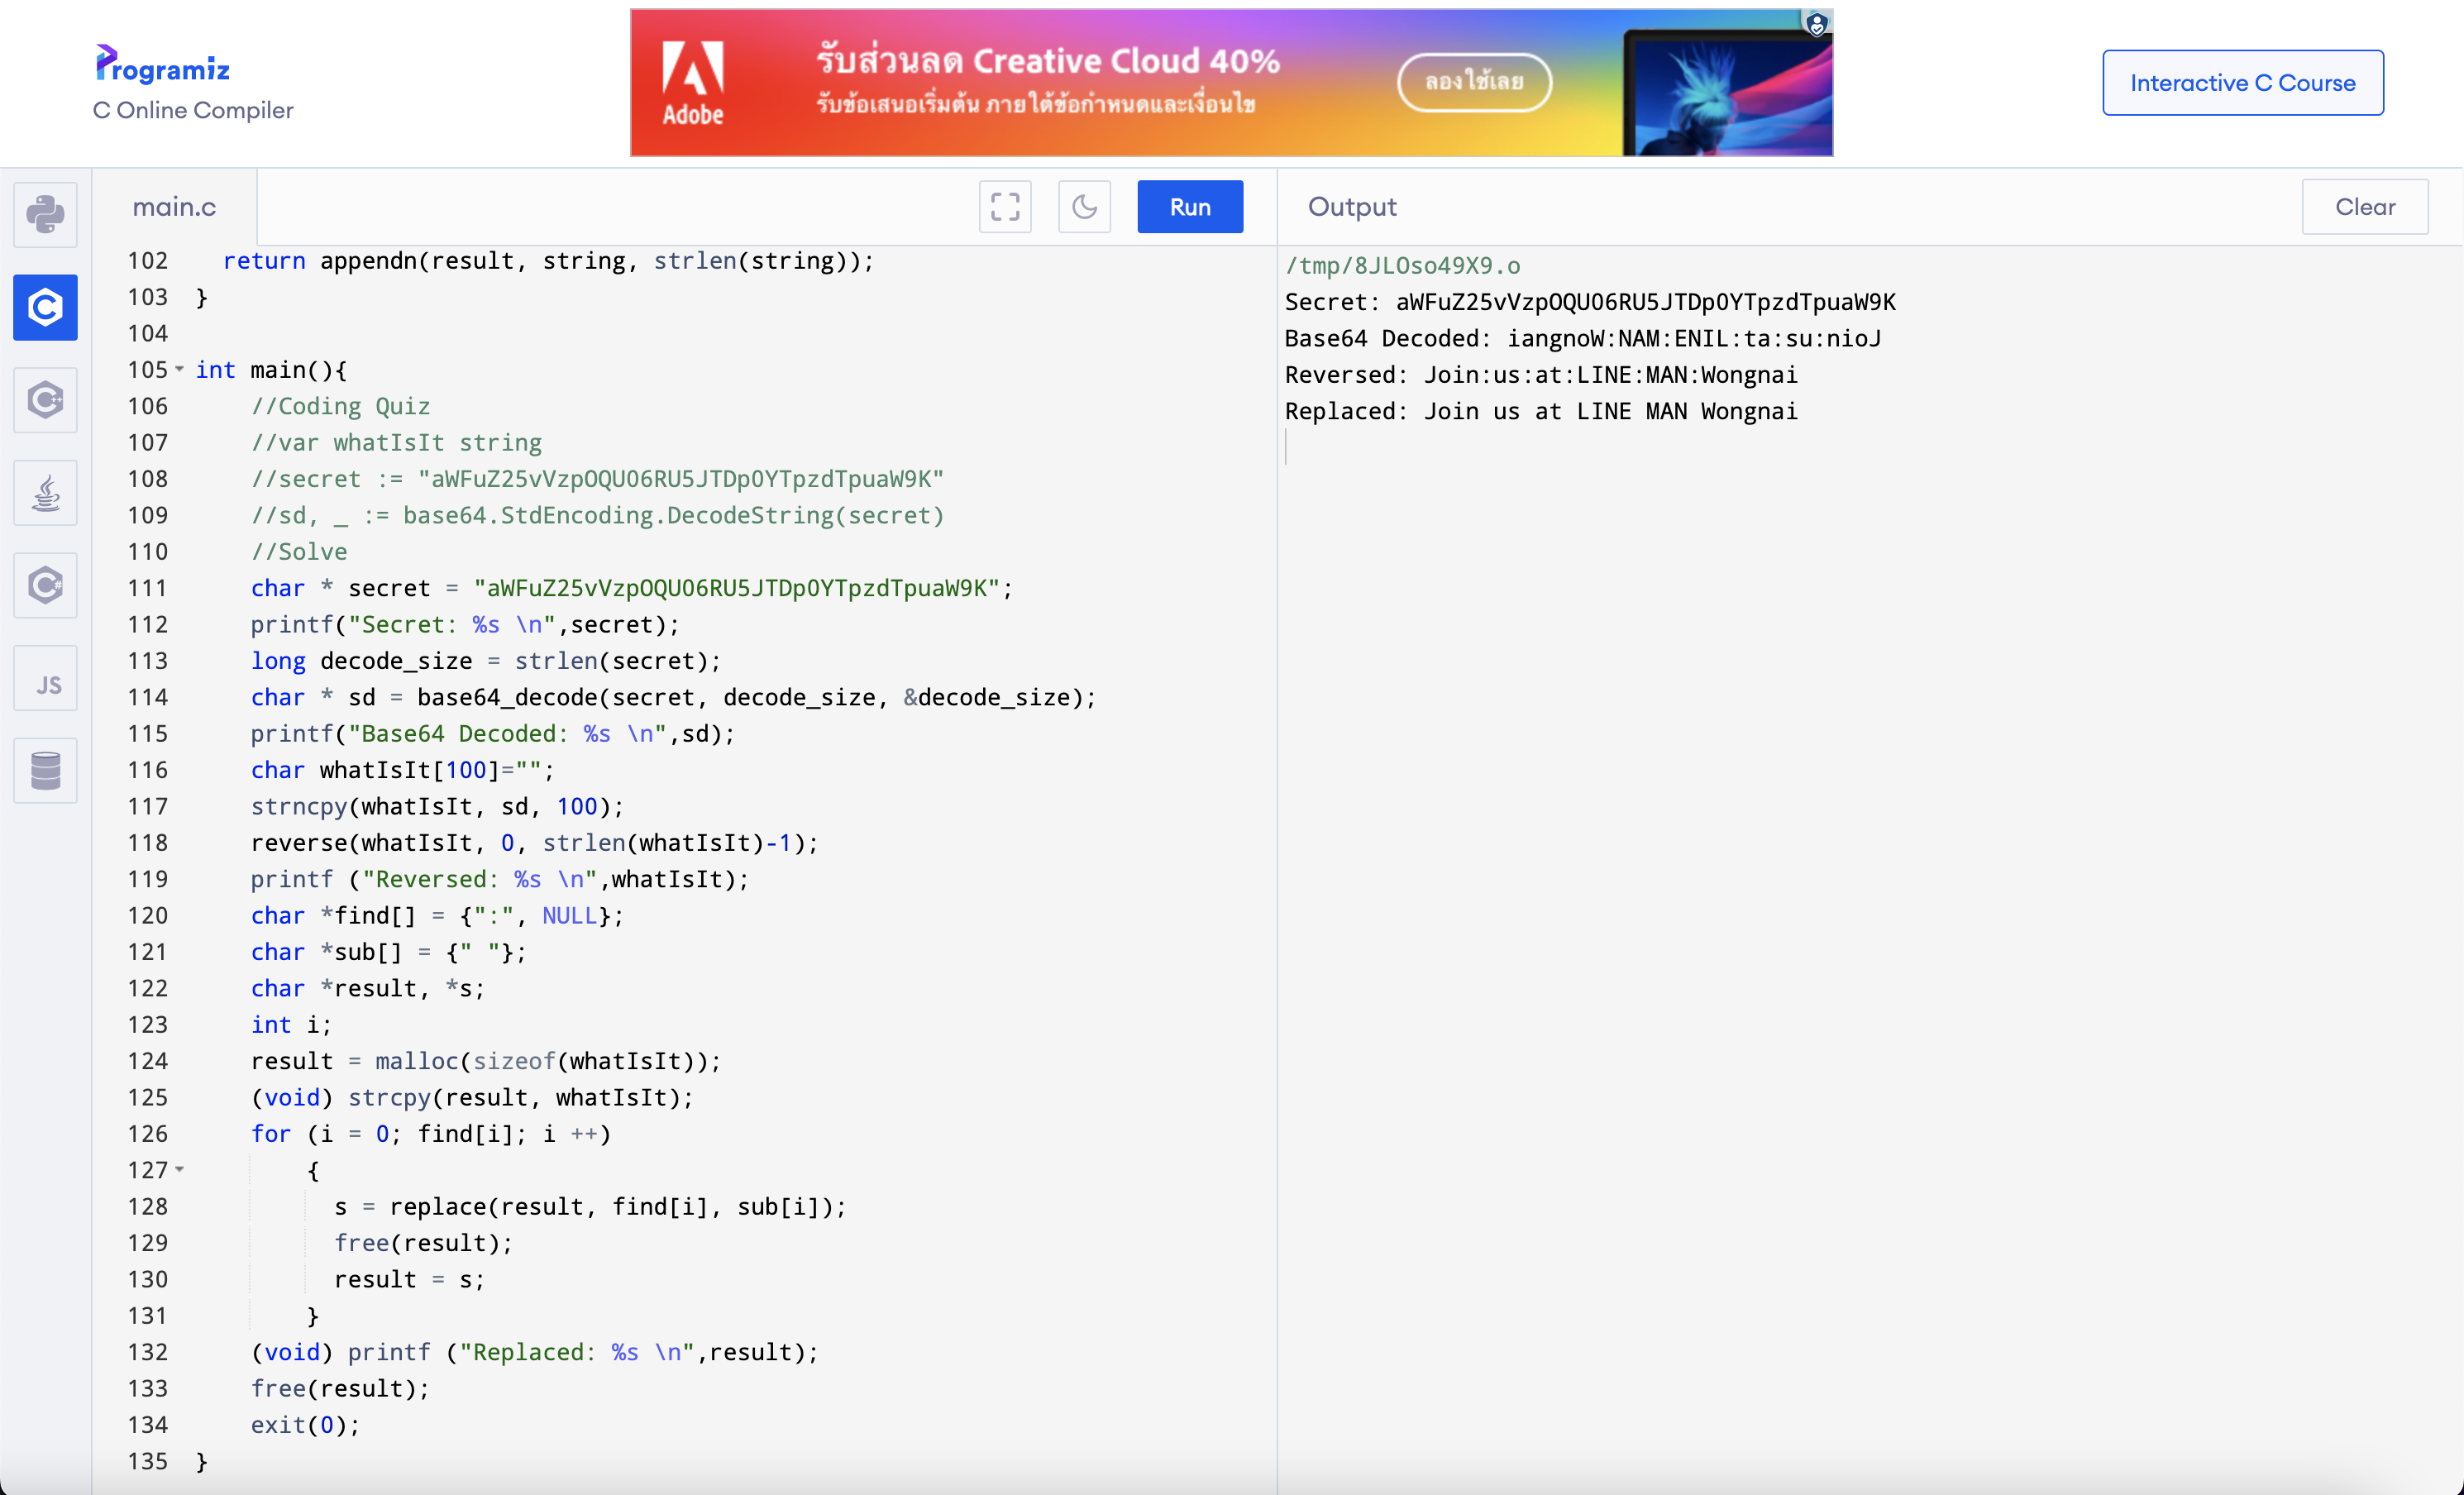 Programiz
C Online Compiler
Adobe
รับส่วนลด Creative Cloud 40%
รับข้อเสนอเริ่มต้น ภายใต้ข้อกำหนดและเงื่อนไข
ลองใช้เลย
Interactive C Course
main.c
Run
Output
Clear
JS
102 return appendn(result, string, strlen(string));
103 }
104
105 int main(){
106 //Coding Quiz
107 //var whatIsIt string
108 //secret := "aWFuZ25vVzpOQU06RU5JTDp0YTpzdTpuaW9K"
109 //sd, _ := base64.StdEncoding.DecodeString(secret)
110 //Solve
111 char * secret = "aWFuZ25vVzpOQU06RU5JTDp0YTpzdTpuaW9K";
112 printf("Secret: %s \n",secret);
113 long decode_size = strlen(secret);
114 char * sd = base64_decode(secret, decode_size, &decode_size);
115 printf("Base64 Decoded: %s \n",sd);
116 char whatIsIt[100]="";
117 strncpy(whatIsIt, sd, 100);
118 reverse(whatIsIt, 0, strlen(whatIsIt)-1);
119 printf ("Reversed: %s \n",whatIsIt);
120 char *find[] = {":", NULL};
121 char *sub[] = {" "};
122 char *result, *s;
123 int i;
124 result = malloc(sizeof(whatIsIt));
125 (void) strcpy(result, whatIsIt);
126 for (i = 0; find[i]; i ++)
127 {
128 s = replace(result, find[i], sub[i]);
129 free(result);
130 result = s;
131 }
132 (void) printf ("Replaced: %s \n",result);
133 free(result);
134 exit(0);
135 }
/tmp/8JLOso49X9.o
Secret: aWFuZ25vVzpOQU06RU5JTDp0YTpzdTpuaW9K
Base64 Decoded: iangnoW:NAM:ENIL:ta:su:nioJ
Reversed: Join:us:at:LINE:MAN:Wongnai
Replaced: Join us at LINE MAN Wongnai